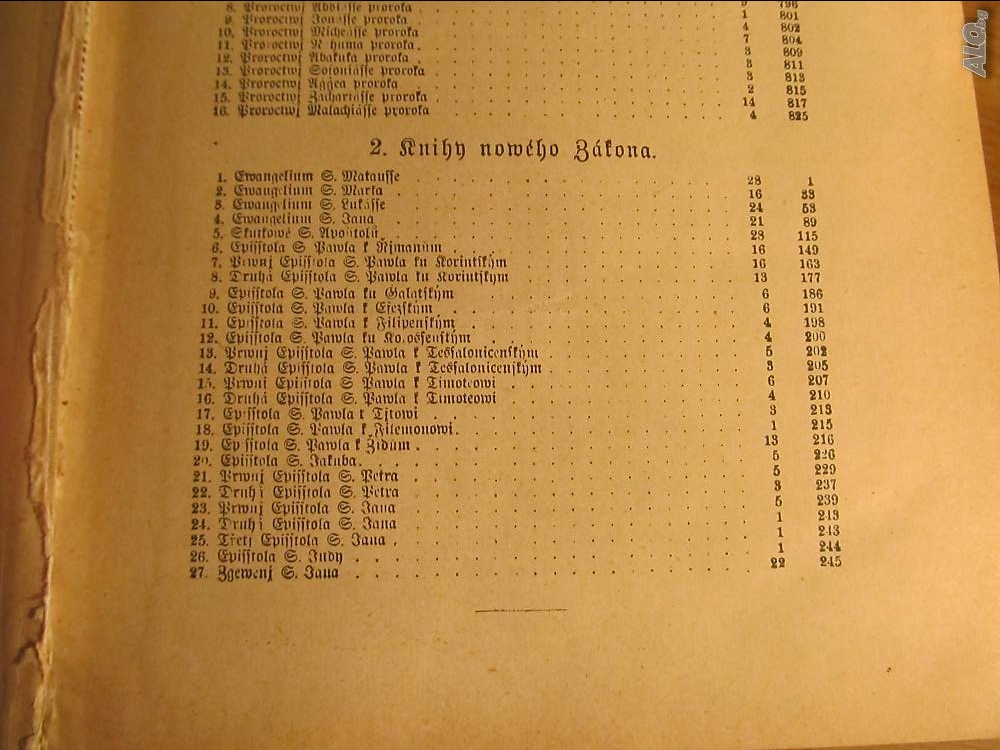 8. Proroctwj Abdiásse proroka 796
9. Proroctwj Jonásse proroka 1 801
10. Proroctwj Micheásse proroka 4 802
11. Proroctwj Nahuma proroka. 7 804
12. Proroctwj Abakuka proroka 3 809
13. Proroctwj Sofoniásse proroka 3 811
14. Proroctwj Aggea proroka 3 813
15. Proroctwj Zachariásse proroka 2 815
16. Proroctwj Malachiásse proroka 14 817
4 825
2. Knihy nowého Zákona.
1. Ewangelium S. Matausse 28 1
2. Ewangelium S. Marka 16 33
3. Ewangelium S. Lukásse 24 53
4. Ewangelium S. Jana 21 89
5. Skutkowé S. Apoštolů 28 115
6. Episstola S. Pawla k Řjmanům 16 149
7. Prwnj Episstola S. Pawla ku Korintským 16 163
8. Druhá Episstola S. Pawla ku Korintským 13 177
9. Episstola S. Pawla ku Galatským 6 186
10. Episstola S. Pawla k Efezským 6 191
11. Episstola S. Pawla k Filipenským 4 198
12. Episstola S. Pawla ku Kolossenským 4 200
13. Prwnj Episstola S. Pawla k Tessalonicenským 5 202
14. Druhá Episstola S. Pawla k Tessalonicenským 3 205
15. Prwnj Episstola S. Pawla k Timoteowi 6 207
16. Druhá Episstola S. Pawla k Timoteowi 4 210
17. Episstola S. Pawla k Tjtowi 3 213
18. Episstola S. Pawla k Filemonowi. 1 215
19. Episstola S. Pawla k Židům 13 216
20. Episstola S. Jakuba. 5 226
21. Prwnj Episstola S. Petra 5 229
22. Druhá Episstola S. Petra 3 237
23. Prwnj Episstola S. Jana 5 239
24. Druhá Episstola S. Jana 1 243
25. Třetj Episstola S. Jana 1 243
26. Episstola S. Judy 1 244
27. Zgewenj S. Jana 22 245
ALO.bg